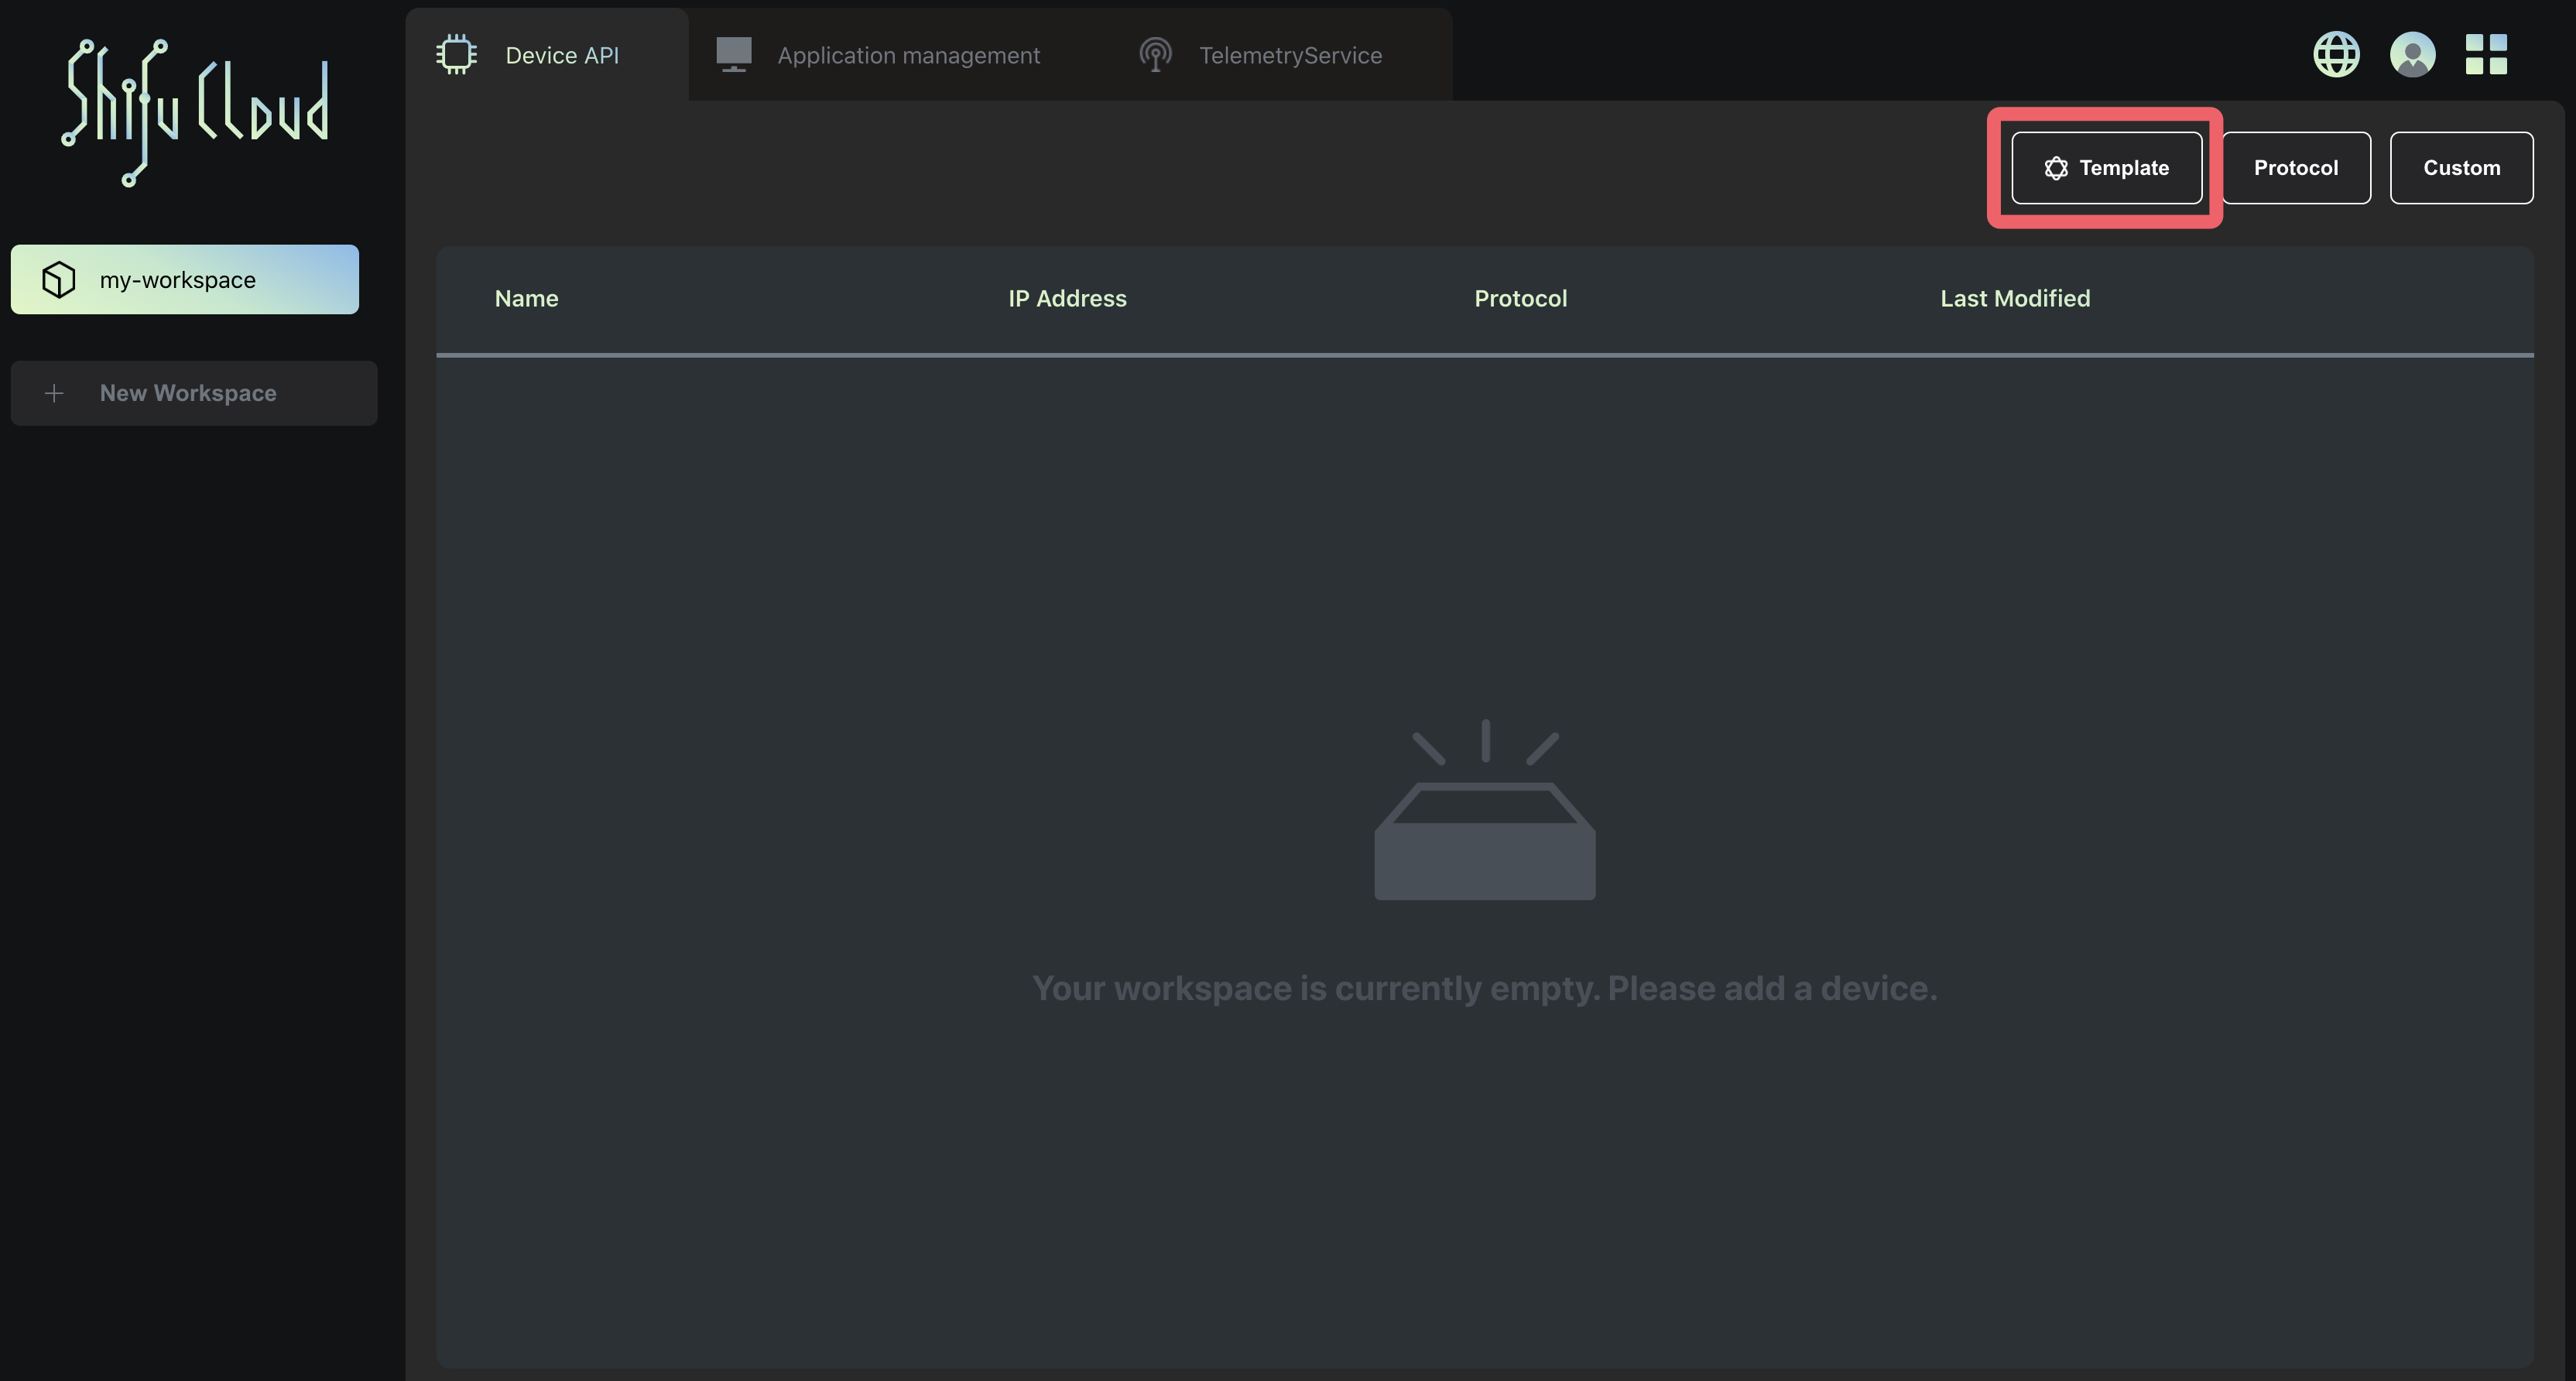 Shifu Cloud
Device API
Application management
TelemetryService
Template
Protocol
Custom
my-workspace
New Workspace
Name
IP Address
Protocol
Last Modified
Your workspace is currently empty. Please add a device.